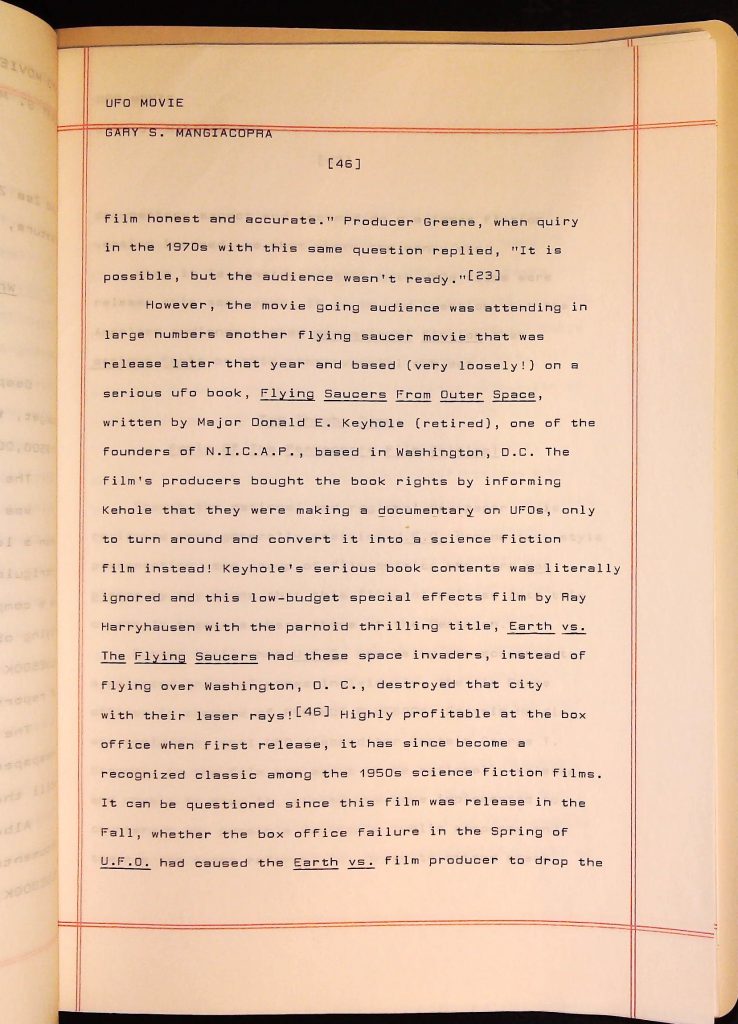 UFO MOVIE
GARY S. MANGIACOPRA
[46]
film honest and accurate." Producer Greene, when quiry
in the 1970s with this same question replied, "It is
possible, but the audience wasn't ready."[23]
However, the movie going audience was attending in
large numbers another flying saucer movie that was
release later that year and based (very loosely!) on a
serious ufo book, Flying Saucers From Outer Space,
written by Major Donald E. Keyhole (retired), one of the
founders of N.I.C.A.P., based in Washington, D.C. The
film's producers bought the book rights by informing
Kehole that they were making a documentary on UFOs, only
to turn around and convert it into a science fiction
film instead! Keyhole's serious book contents was literally
ignored and this low-budget special effects film by Ray
Harryhausen with the parnoid thrilling title, Earth vs.
The Flying Saucers had these space invaders, instead of
flying over Washington, D. C., destroyed that city
with their laser rays![46] Highly profitable at the box
office when first release, it has since become a
recognized classic among the 1950s science fiction films.
It can be questioned since this film was release in the
Fall, whether the box office failure in the Spring of
U.F.O. had caused the Earth vs. film producer to drop the